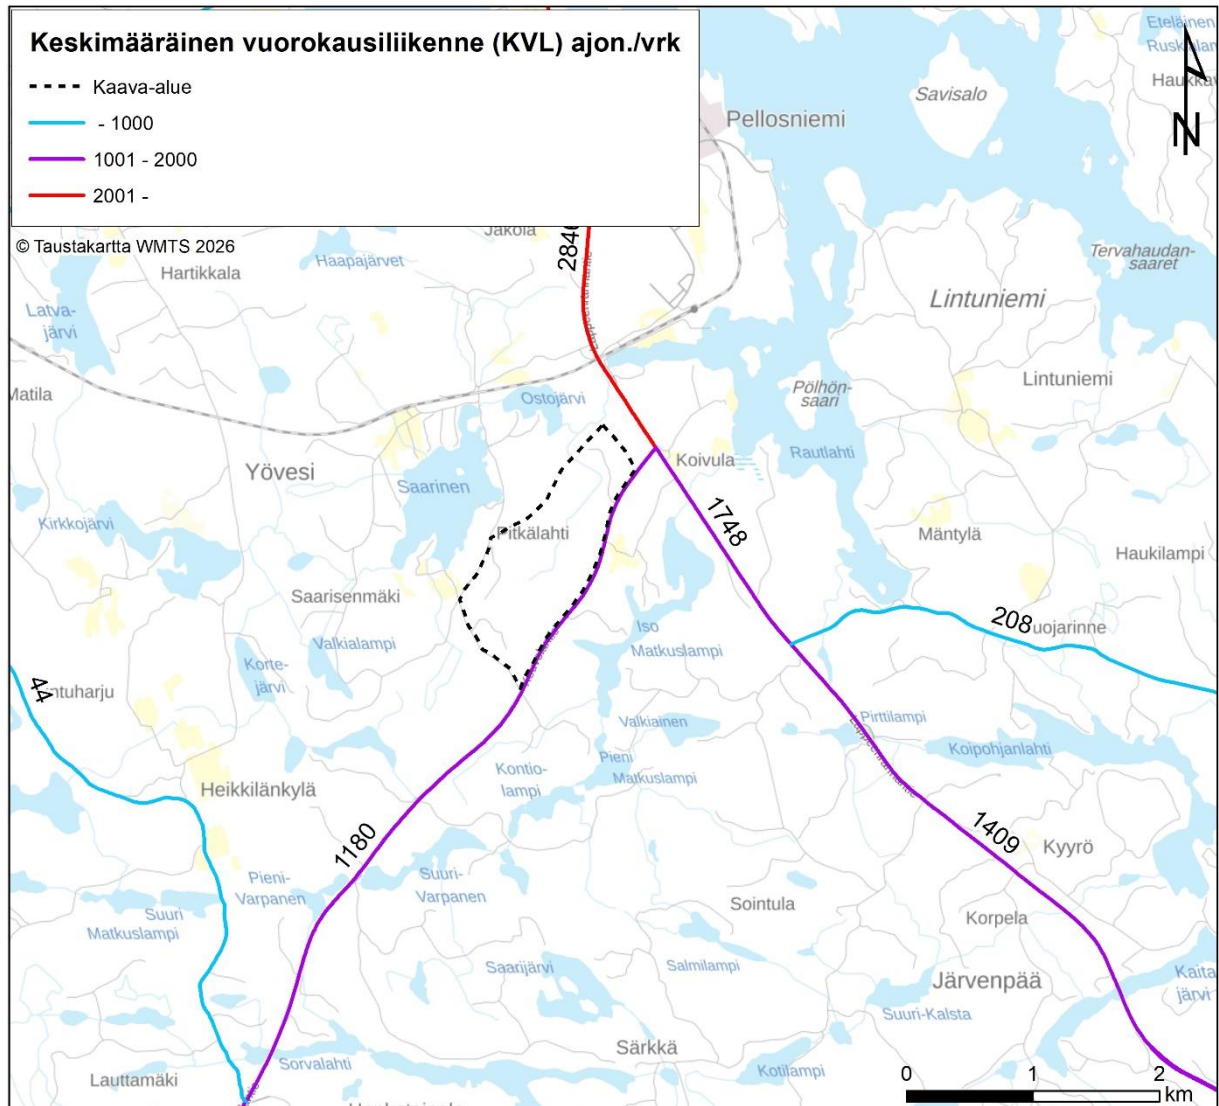 Keskimääräinen vuorokausiliikenne (KVL) ajon./vrk
Kaava-alue
- 1000
1001 - 2000
2001 -
© Taustakartta WMTS 2026
N
Pellosniemi
Savisalo
Eteläinen
Hartikkala
Haapajärvet
Jakola
Latva-
järvi
Tervahaudan-
saaret
Lintuniemi
Lintuniemi
Pölhön-
saari
Ostojärvi
Yövesi
Saarinen
Koivula
Rautlahti
Kirkkojärvi
Pitkälahti
1748
Mäntylä
Haukilampi
Saarisenmäki
Valkialampi
Iso
Matkuslampi
208
44
Korte-
järvi
Valkiainen
Pirttilampi
Koipohjanlahti
Lappeenrannantie
Pieni
Matkuslampi
Kontio-
lampi
Heikkilänkylä
1180
1409
Kyyrö
Pieni-
Varpanen
Suuri-
Varpanen
Suuri
Matkuslampi
Sointula
Korpela
Saarijärvi
Salmilampi
Järvenpää
Kaita
järvi
Suuri-Kalsta
Särkkä
Sorvalahti
Kotilampi
Lauttamäki
0 1 2
km